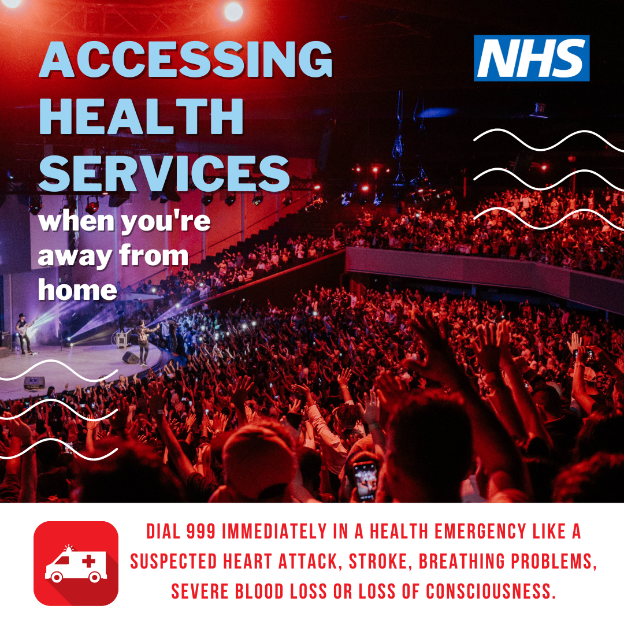 ACCESSING
HEALTH
SERVICES
when you're
away from
home
NHS
DIAL 999 IMMEDIATELY IN A HEALTH EMERGENCY LIKE A
SUSPECTED HEART ATTACK, STROKE, BREATHING PROBLEMS,
SEVERE BLOOD LOSS OR LOSS OF CONSCIOUSNESS.